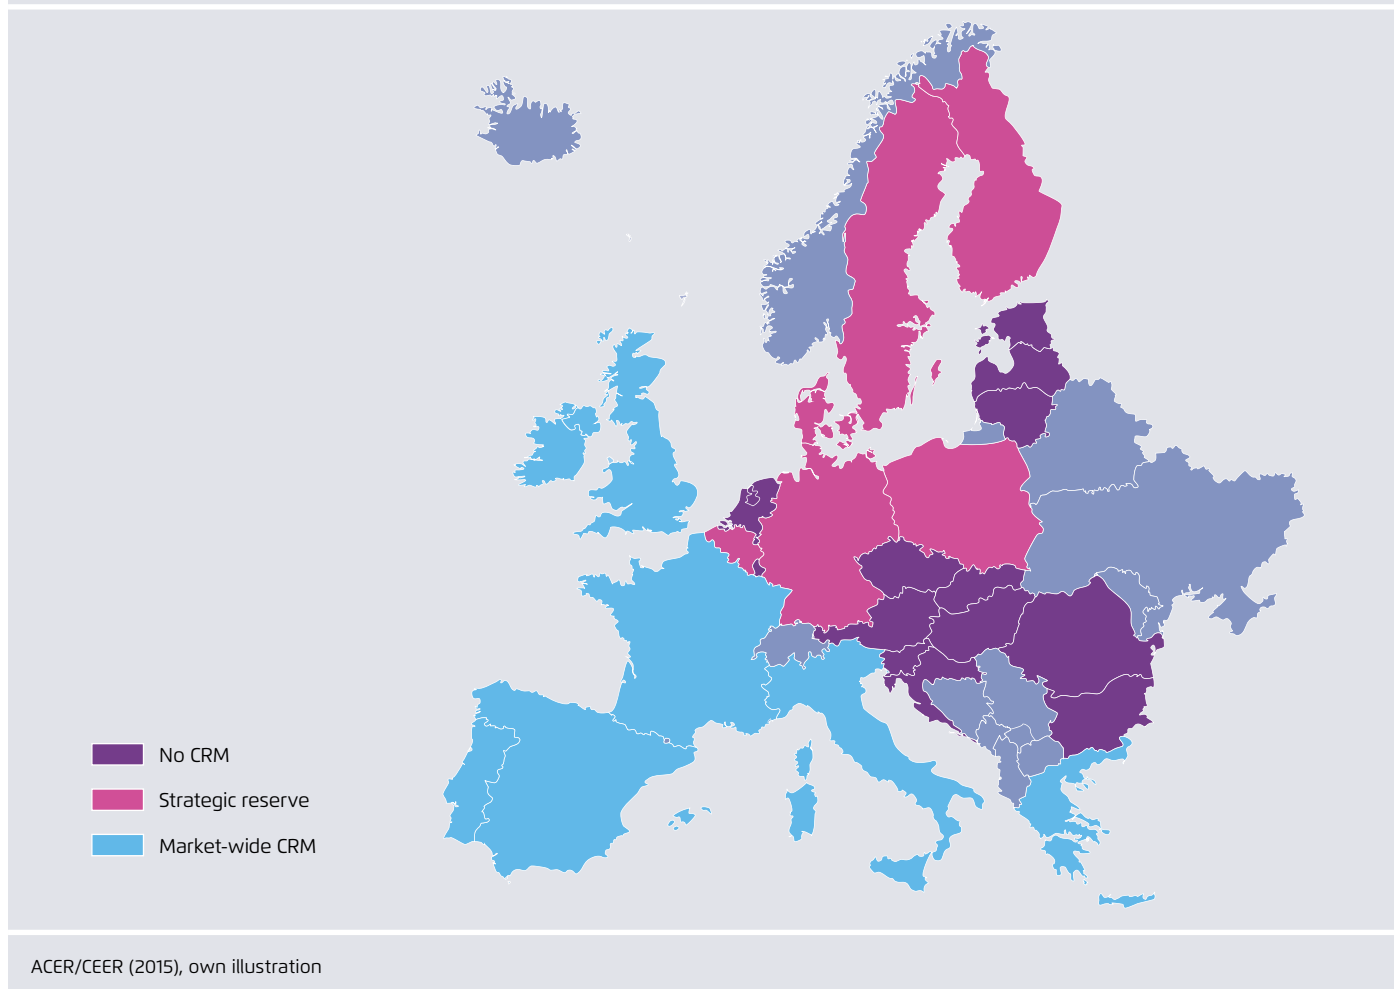 No CRM
Strategic reserve
Market-wide CRM
ACER/CEER (2015), own illustration